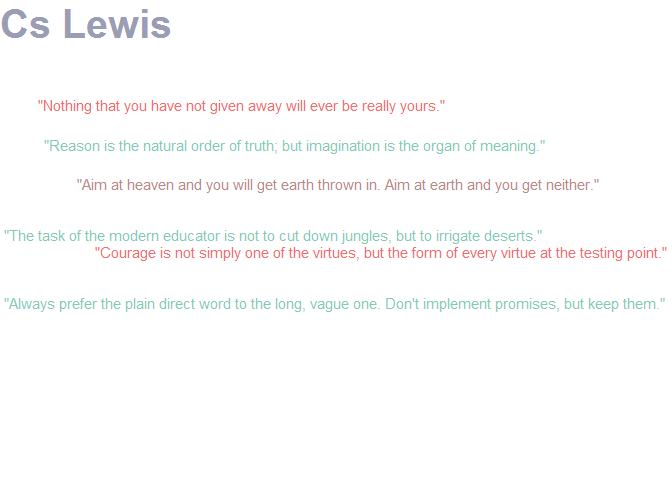 Cs Lewis
"Nothing that you have not given away will ever be really yours."
"Reason is the natural order of truth; but imagination is the organ of meaning."
"Aim at heaven and you will get earth thrown in. Aim at earth and you get neither."
"The task of the modern educator is not to cut down jungles, but to irrigate deserts."
"Courage is not simply one of the virtues, but the form of every virtue at the testing point."
"Always prefer the plain direct word to the long, vague one. Don't implement promises, but keep them."